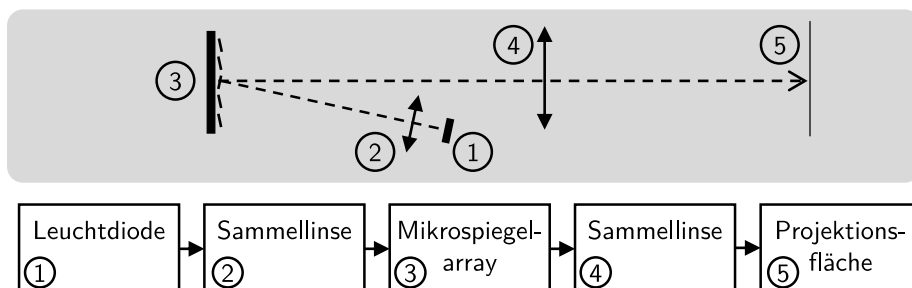 ④ ⑤
③
② ①
Leuchtdiode Sammellinse Mikrospiegel- Sammellinse Projektions-
array fläche
① ② ③ ④ ⑤